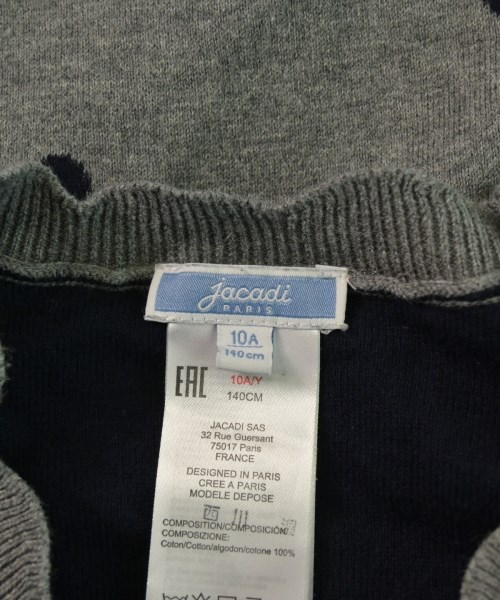 jacadi
PARIS
10A
140cm
EAC
10A/Y
140CM
JACADI SAS
32 Rue Guersant
75017 Paris
FRANCE
DESIGNED IN PARIS
CREE A PARIS
MODELE DEPOSE
COMPOSITION/COMPOSICIÓN
COMPOSIZIONE:
Coton/Cotton/algodon/cotone 100%